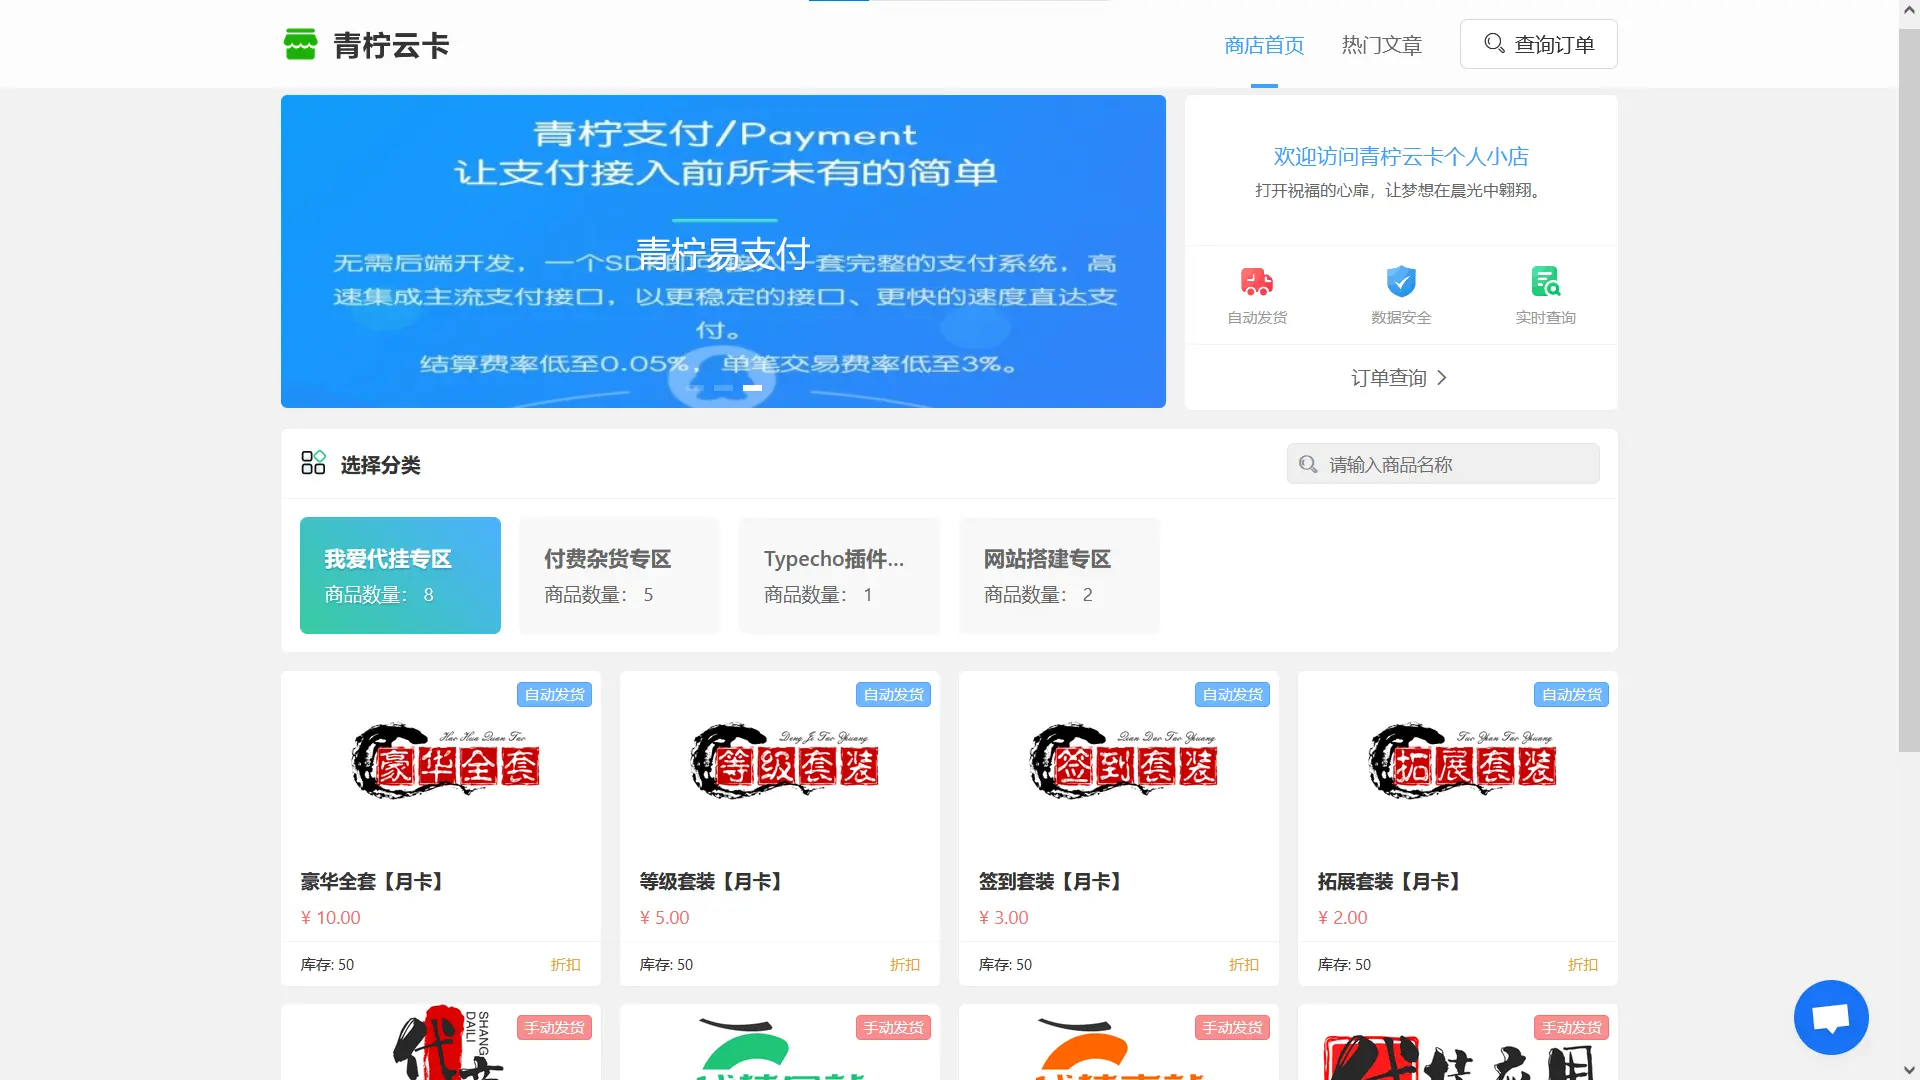 青柠云卡
商店首页
热门文章
查询订单
青柠支付/Payment
让支付接入前所未有的简单
青柠易支付
无需后端开发，一个SDK即可接入一套完整的支付系统，高
速集成主流支付接口，以更稳定的接口、更快的速度直达支
付。
结算费率低至0.05%，单笔交易费率低至3%。
欢迎访问青柠云卡个人小店
打开祝福的心扉，让梦想在晨光中翱翔。
自动发货
数据安全
实时查询
订单查询
选择分类
请输入商品名称
我爱代挂专区
商品数量： 8
付费杂货专区
商品数量： 5
Typecho插件...
商品数量： 1
网站搭建专区
商品数量： 2
自动发货
Hao Hua Quan Tao
豪华全套
豪华全套【月卡】
¥ 10.00
库存: 50
折扣
自动发货
Deng Ji Tao Zhuang
等级套装
等级套装【月卡】
¥ 5.00
库存: 50
折扣
自动发货
Qian Dao Tao Zhuang
签到套装
签到套装【月卡】
¥ 3.00
库存: 50
折扣
自动发货
Tuo Zhan Tao Zhuang
拓展套装
拓展套装【月卡】
¥ 2.00
库存: 50
折扣
手动发货
SHANG
DAILI
手动发货
手动发货
手动发货